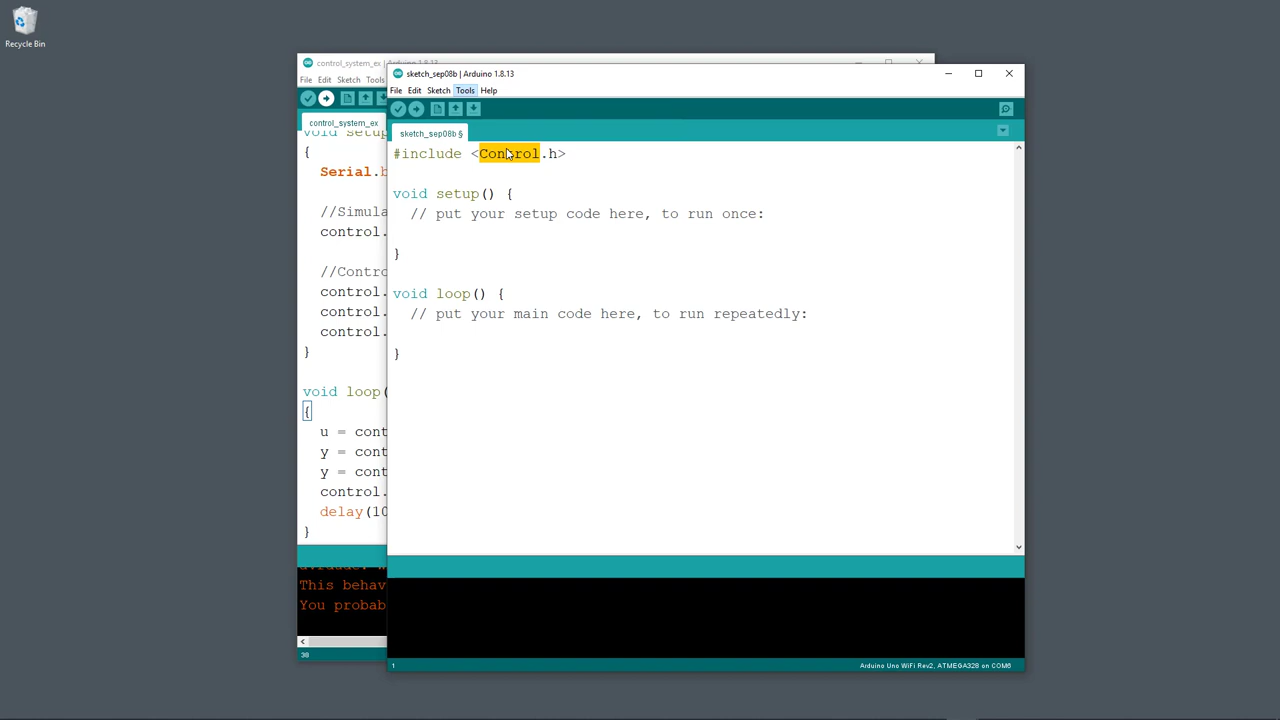 Recycle Bin
control_system_ex | Arduino 1.8.13
File Edit Sketch Tools
control_system_ex
void setu
{
Serial.b
//Simula
control.
//Contro
control.
control.
control.
}
void loop(
{
u = cont
y = cont
y = cont
control.
delay(10
}
This behav
You probab
38
sketch_sep08b | Arduino 1.8.13
File Edit Sketch Tools Help
sketch_sep08b §
#include <Control.h>
void setup() {
// put your setup code here, to run once:
}
void loop() {
// put your main code here, to run repeatedly:
}
1
Arduino Uno WiFi Rev2, ATMEGA328 on COM6